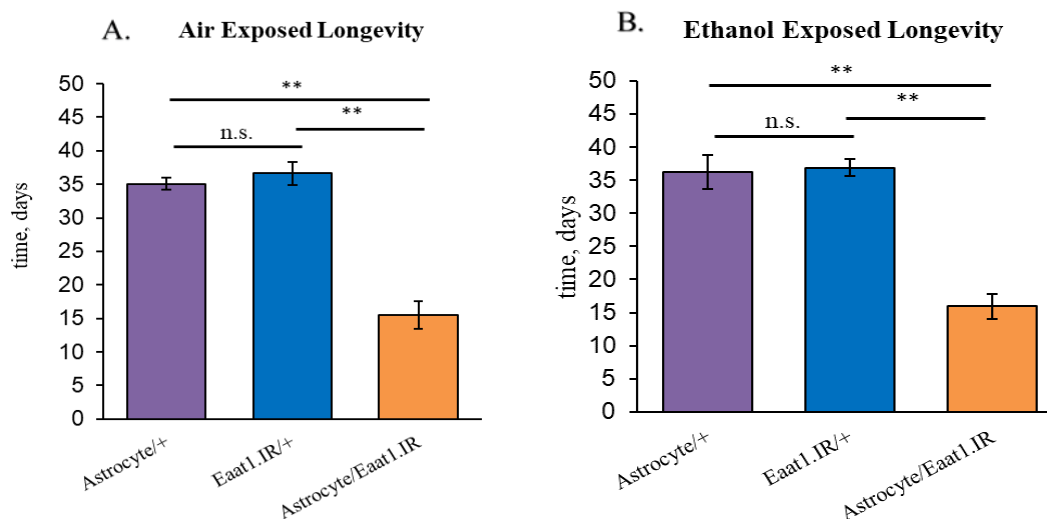 A.
Air Exposed Longevity
**
**
n.s.
50
45
40
35
30
25
20
15
10
5
0
time, days
Astrocyte/+
Eaat1.IR/+
Astrocyte/Eaat1.IR
B.
Ethanol Exposed Longevity
**
**
n.s.
50
45
40
35
30
25
20
15
10
5
0
time, days
Astrocyte/+
Eaat1.IR/+
Astrocyte/Eaat1.IR